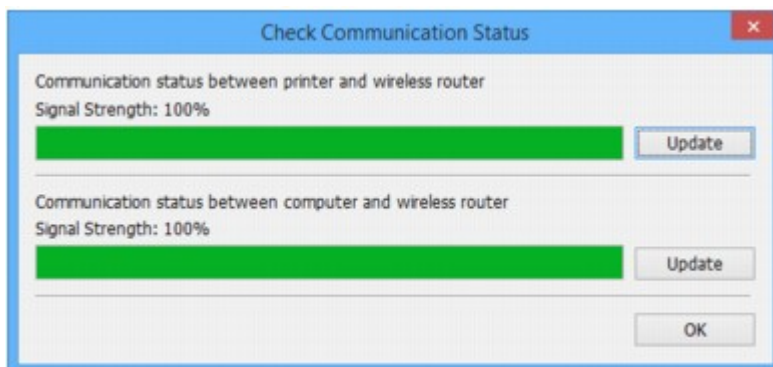 Check Communication Status
Communication status between printer and wireless router
Signal Strength: 100%
Update
Communication status between computer and wireless router
Signal Strength: 100%
Update
OK